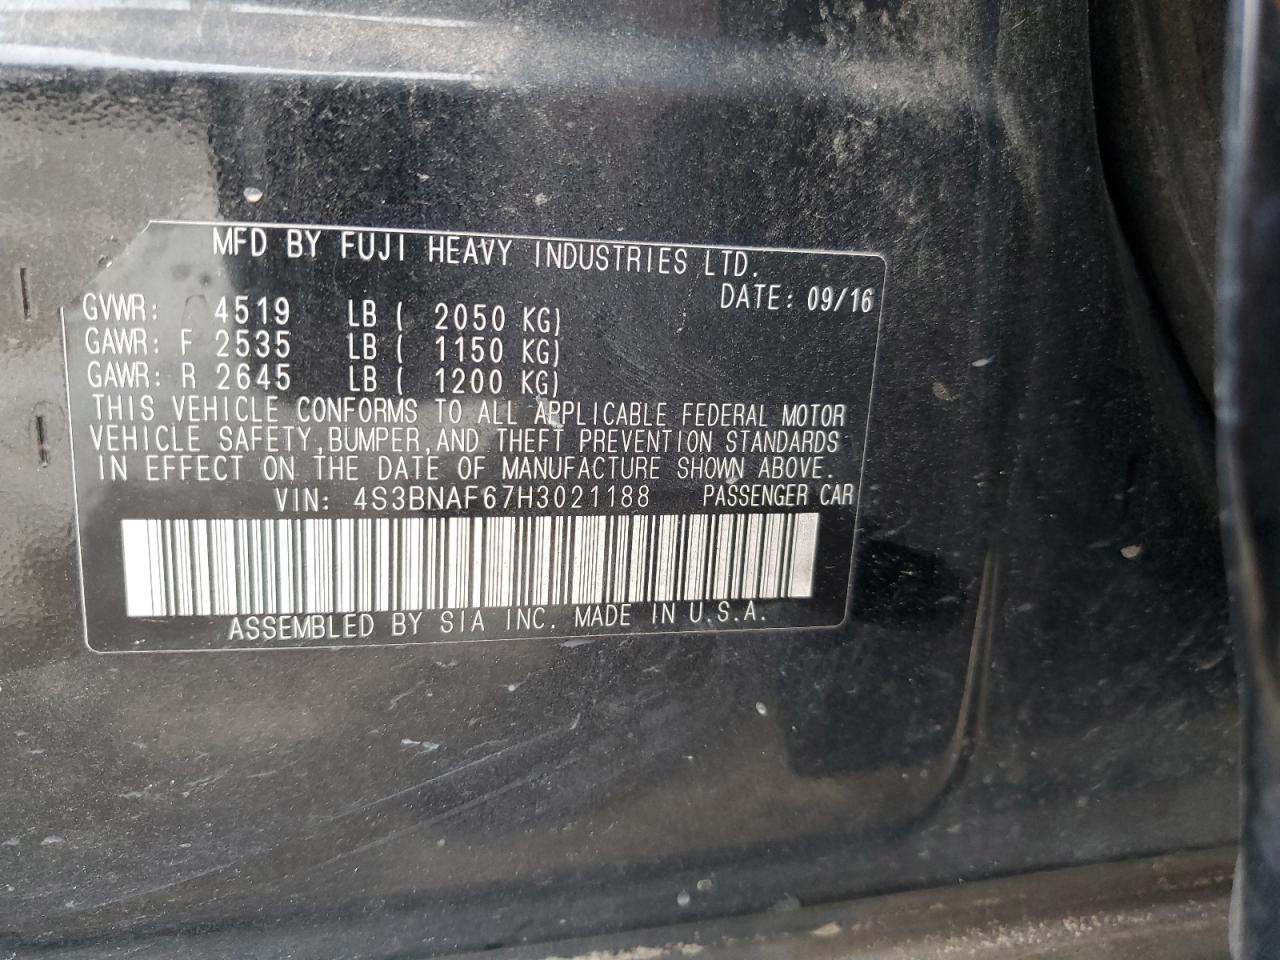 MFD BY FUJI HEAVY INDUSTRIES LTD.
DATE: 09/16
GVWR: 4519 LB ( 2050 KG)
GAWR: F 2535 LB ( 1150 KG)
GAWR: R 2645 LB ( 1200 KG)
THIS VEHICLE CONFORMS TO ALL APPLICABLE FEDERAL MOTOR
VEHICLE SAFETY, BUMPER, AND THEFT PREVENTION STANDARDS
IN EFFECT ON THE DATE OF MANUFACTURE SHOWN ABOVE.
VIN: 4S3BNAF67H3021188 PASSENGER CAR
ASSEMBLED BY SIA INC. MADE IN U.S.A.